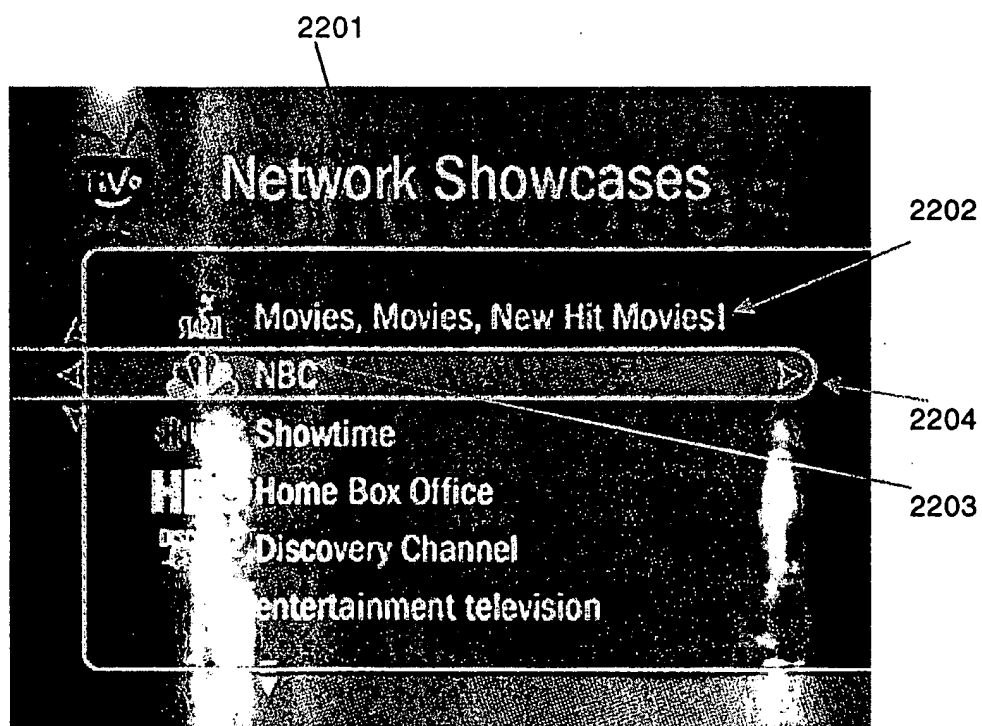 2201
TiVo
Network Showcases
2202
Movies, Movies, New Hit Movies!
NBC
2204
Showtime
Home Box Office
2203
Discovery Channel
entertainment television